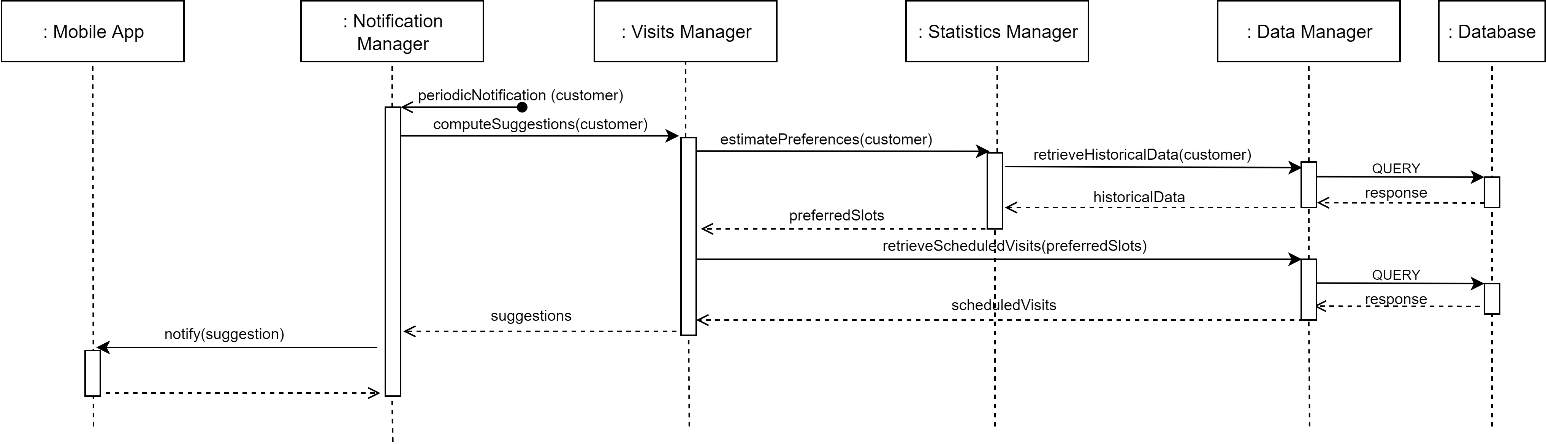 : Mobile App
: Notification
Manager
: Visits Manager
: Statistics Manager
: Data Manager
: Database
periodicNotification (customer)
computeSuggestions(customer)
estimatePreferences(customer)
retrieveHistoricalData(customer)
QUERY
response
historicalData
preferredSlots
retrieveScheduledVisits(preferredSlots)
QUERY
response
scheduledVisits
suggestions
notify(suggestion)